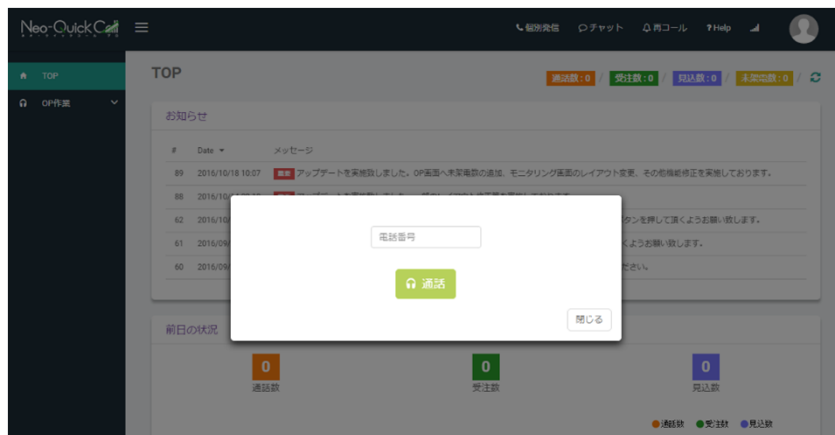 Neo-QuickCall
個別発信 チャット 再コール ?Help
TOP
OP作業
TOP
通話数:0 / 受注数:0 / 見込数:0 / 未架電数:0 /
お知らせ
# Date メッセージ
89 2016/10/18 10:07 重要 アップデートを実施致しました。OP画面へ未架電数の追加、モニタリング画面のレイアウト変更、その他機能修正を実施しております。
88 2016/10/
62 2016/10/ タンを押して頂くようお願い致します。
61 2016/09/ くようお願い致します。
60 2016/09/ ださい。
電話番号
通話
閉じる
前日の状況
0 0 0
通話数 受注数 見込数
通話数 受注数 見込数